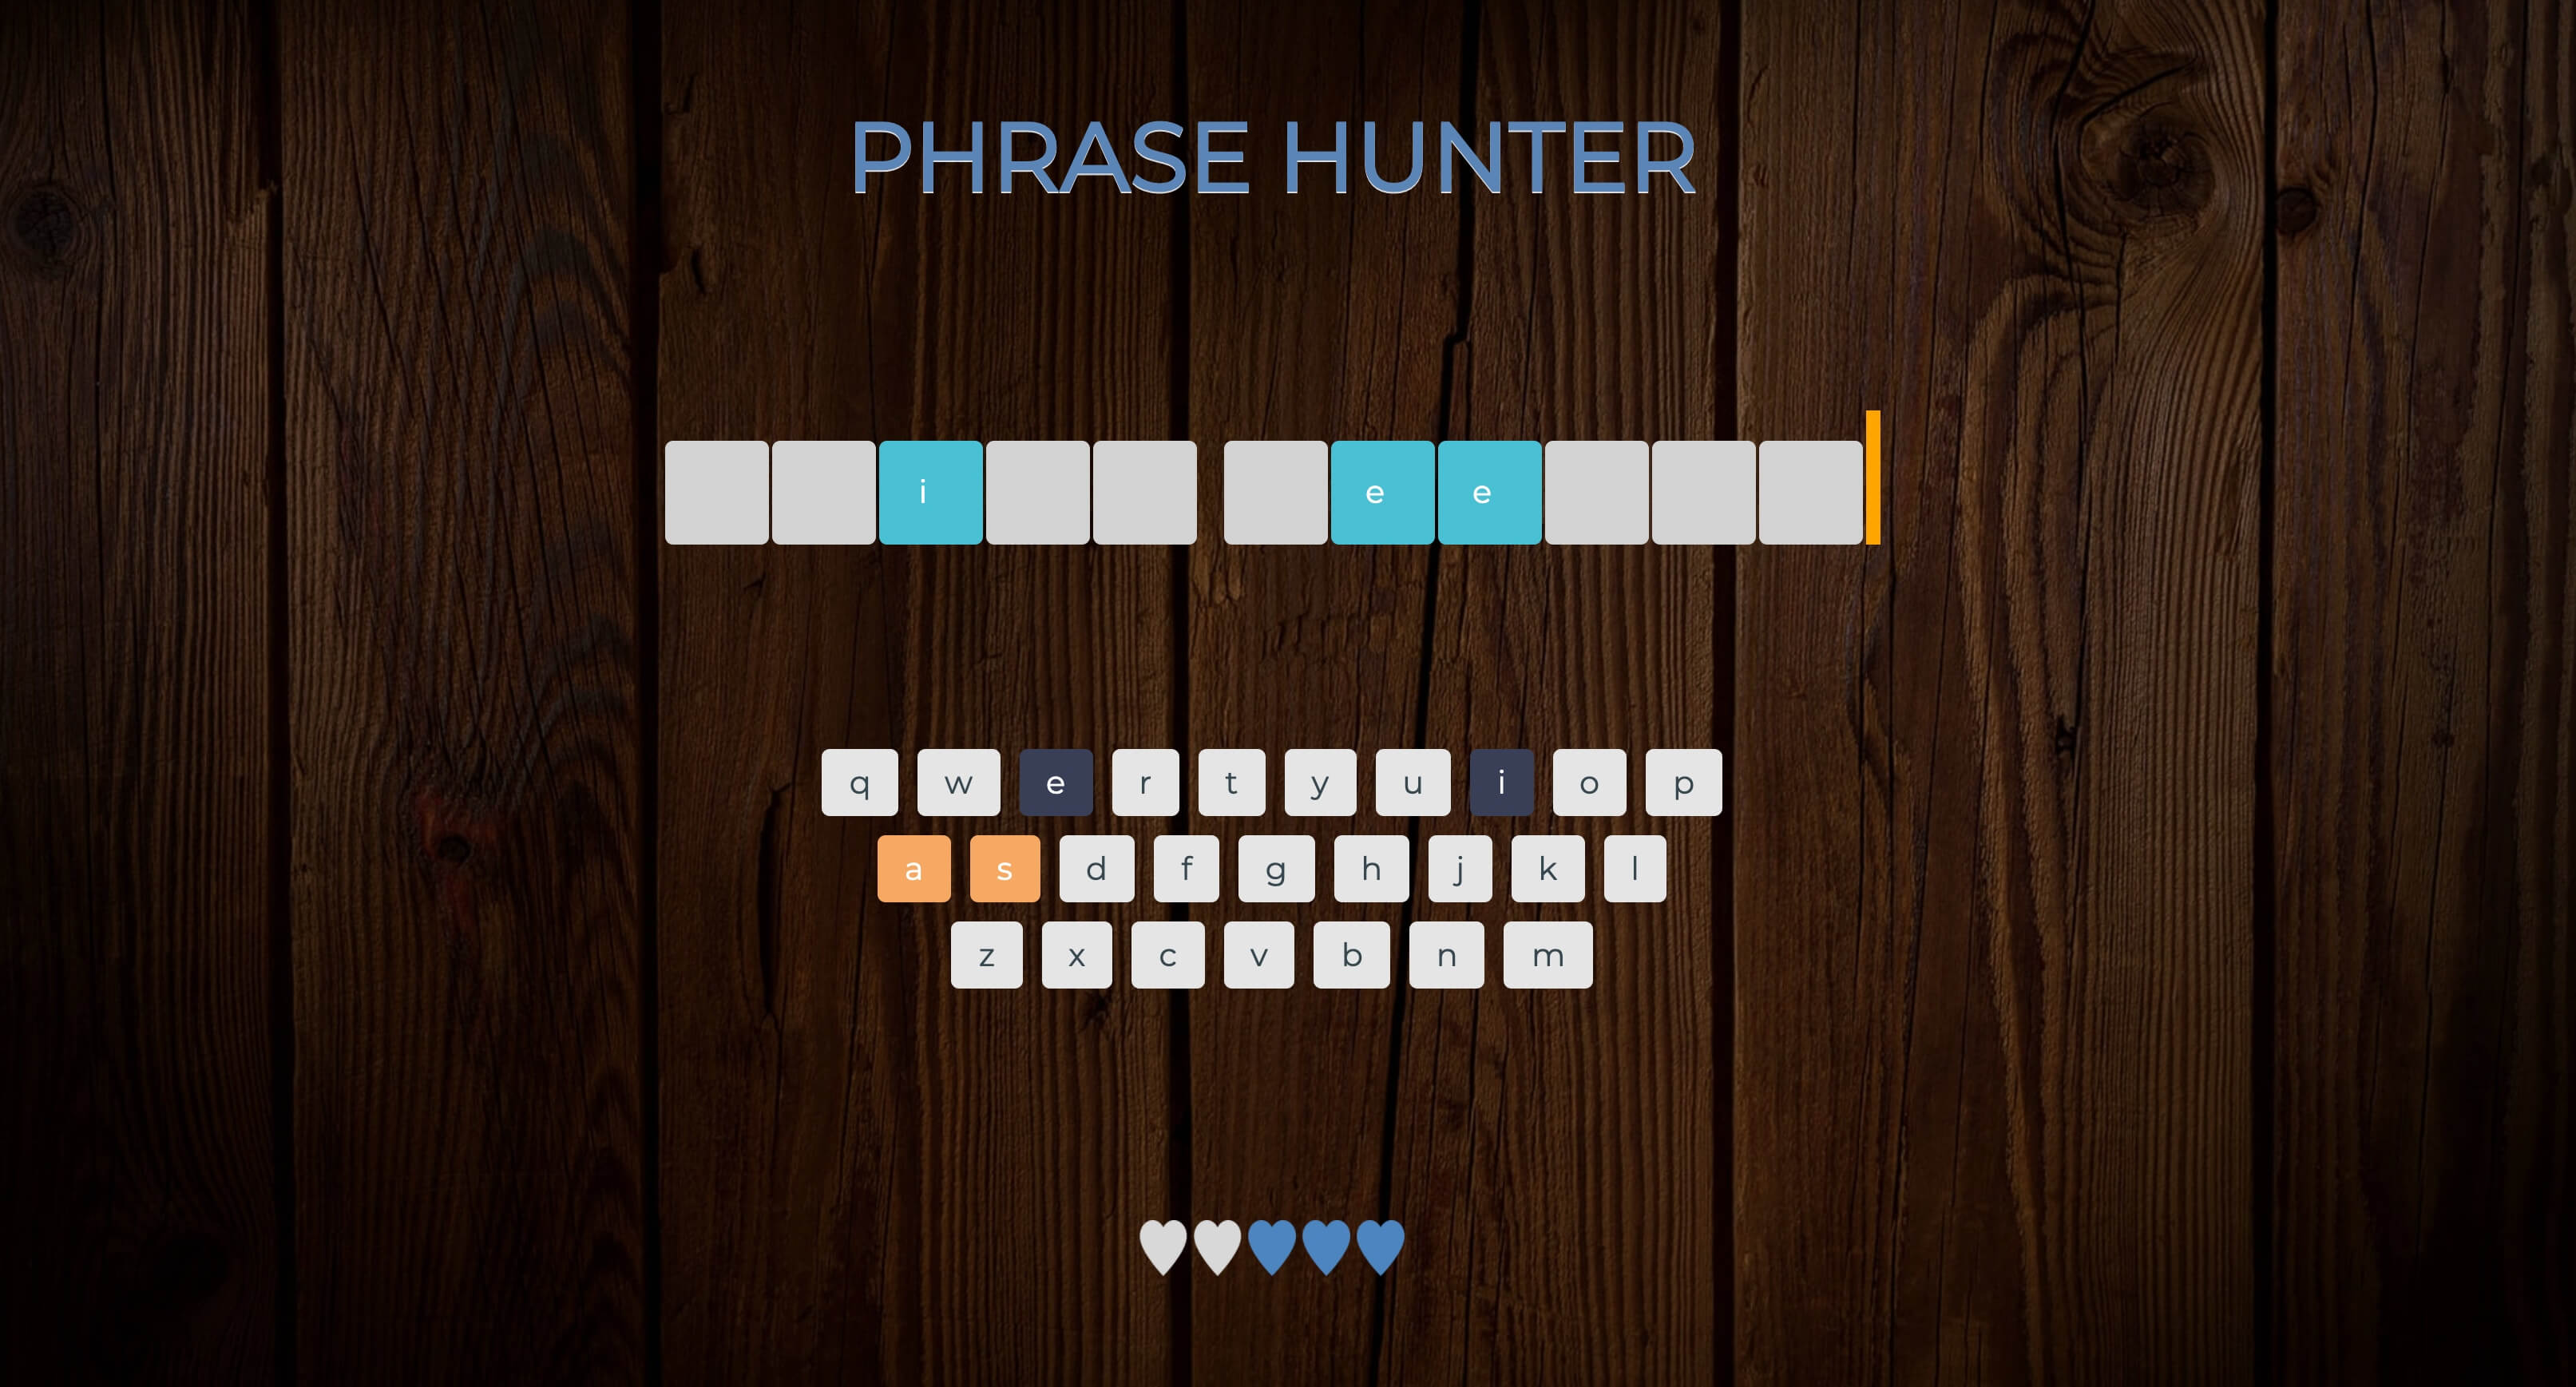 PHRASE HUNTER
i e e
q w e r t y u i o p
a s d f g h j k l
z x c v b n m